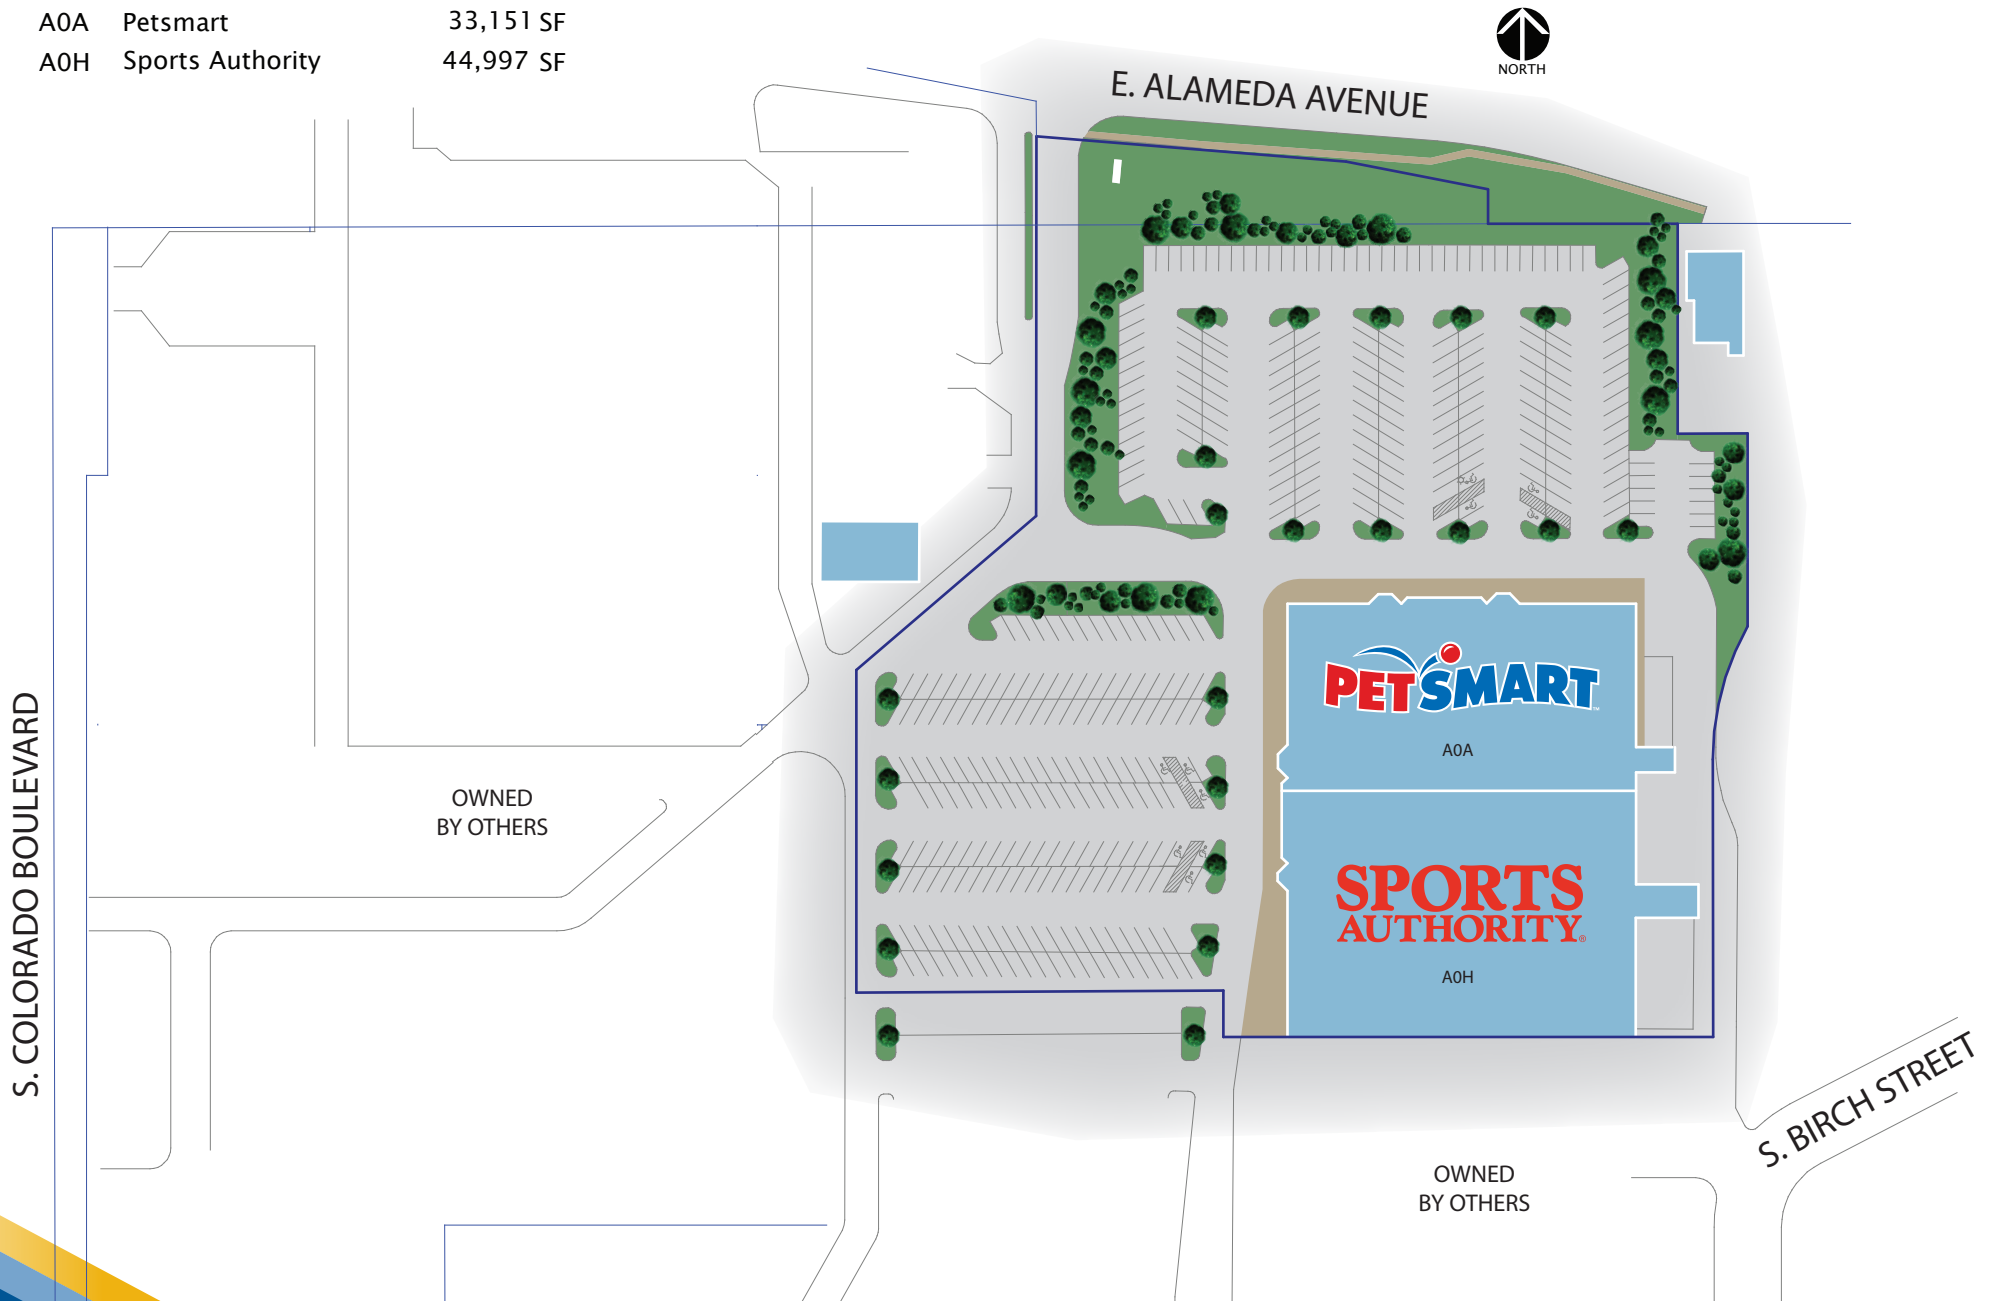 A0A Petsmart 33,151 SF
A0H Sports Authority 44,997 SF
NORTH
E. ALAMEDA AVENUE
PETSMART
A0A
S. COLORADO BOULEVARD
OWNED
BY OTHERS
SPORTS
AUTHORITY®
A0H
S. BIRCH STREET
OWNED
BY OTHERS